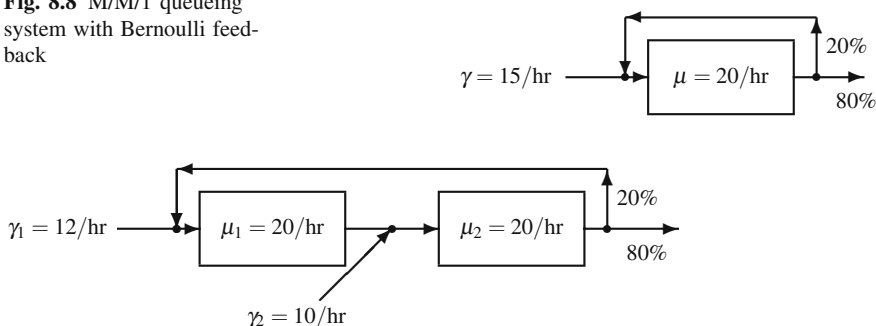 Fig. 8.8 M/M/1 queueing
system with Bernoulli feed-
back
20%
γ = 15/hr
μ = 20/hr
80%
20%
γ₁ = 12/hr
μ₁ = 20/hr
μ₂ = 20/hr
80%
γ₂ = 10/hr